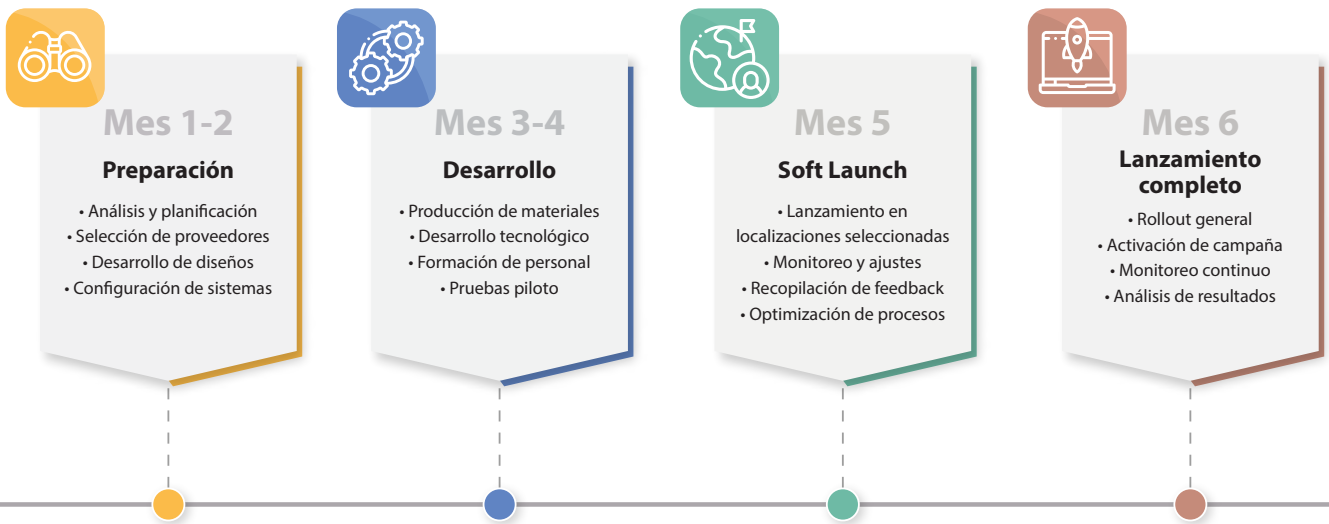 Mes 1-2
Preparación
• Análisis y planificación
• Selección de proveedores
• Desarrollo de diseños
• Configuración de sistemas
Mes 3-4
Desarrollo
• Producción de materiales
• Desarrollo tecnológico
• Formación de personal
• Pruebas piloto
Mes 5
Soft Launch
• Lanzamiento en
localizaciones seleccionadas
• Monitoreo y ajustes
• Recopilación de feedback
• Optimización de procesos
Mes 6
Lanzamiento
completo
• Rollout general
• Activación de campaña
• Monitoreo continuo
• Análisis de resultados